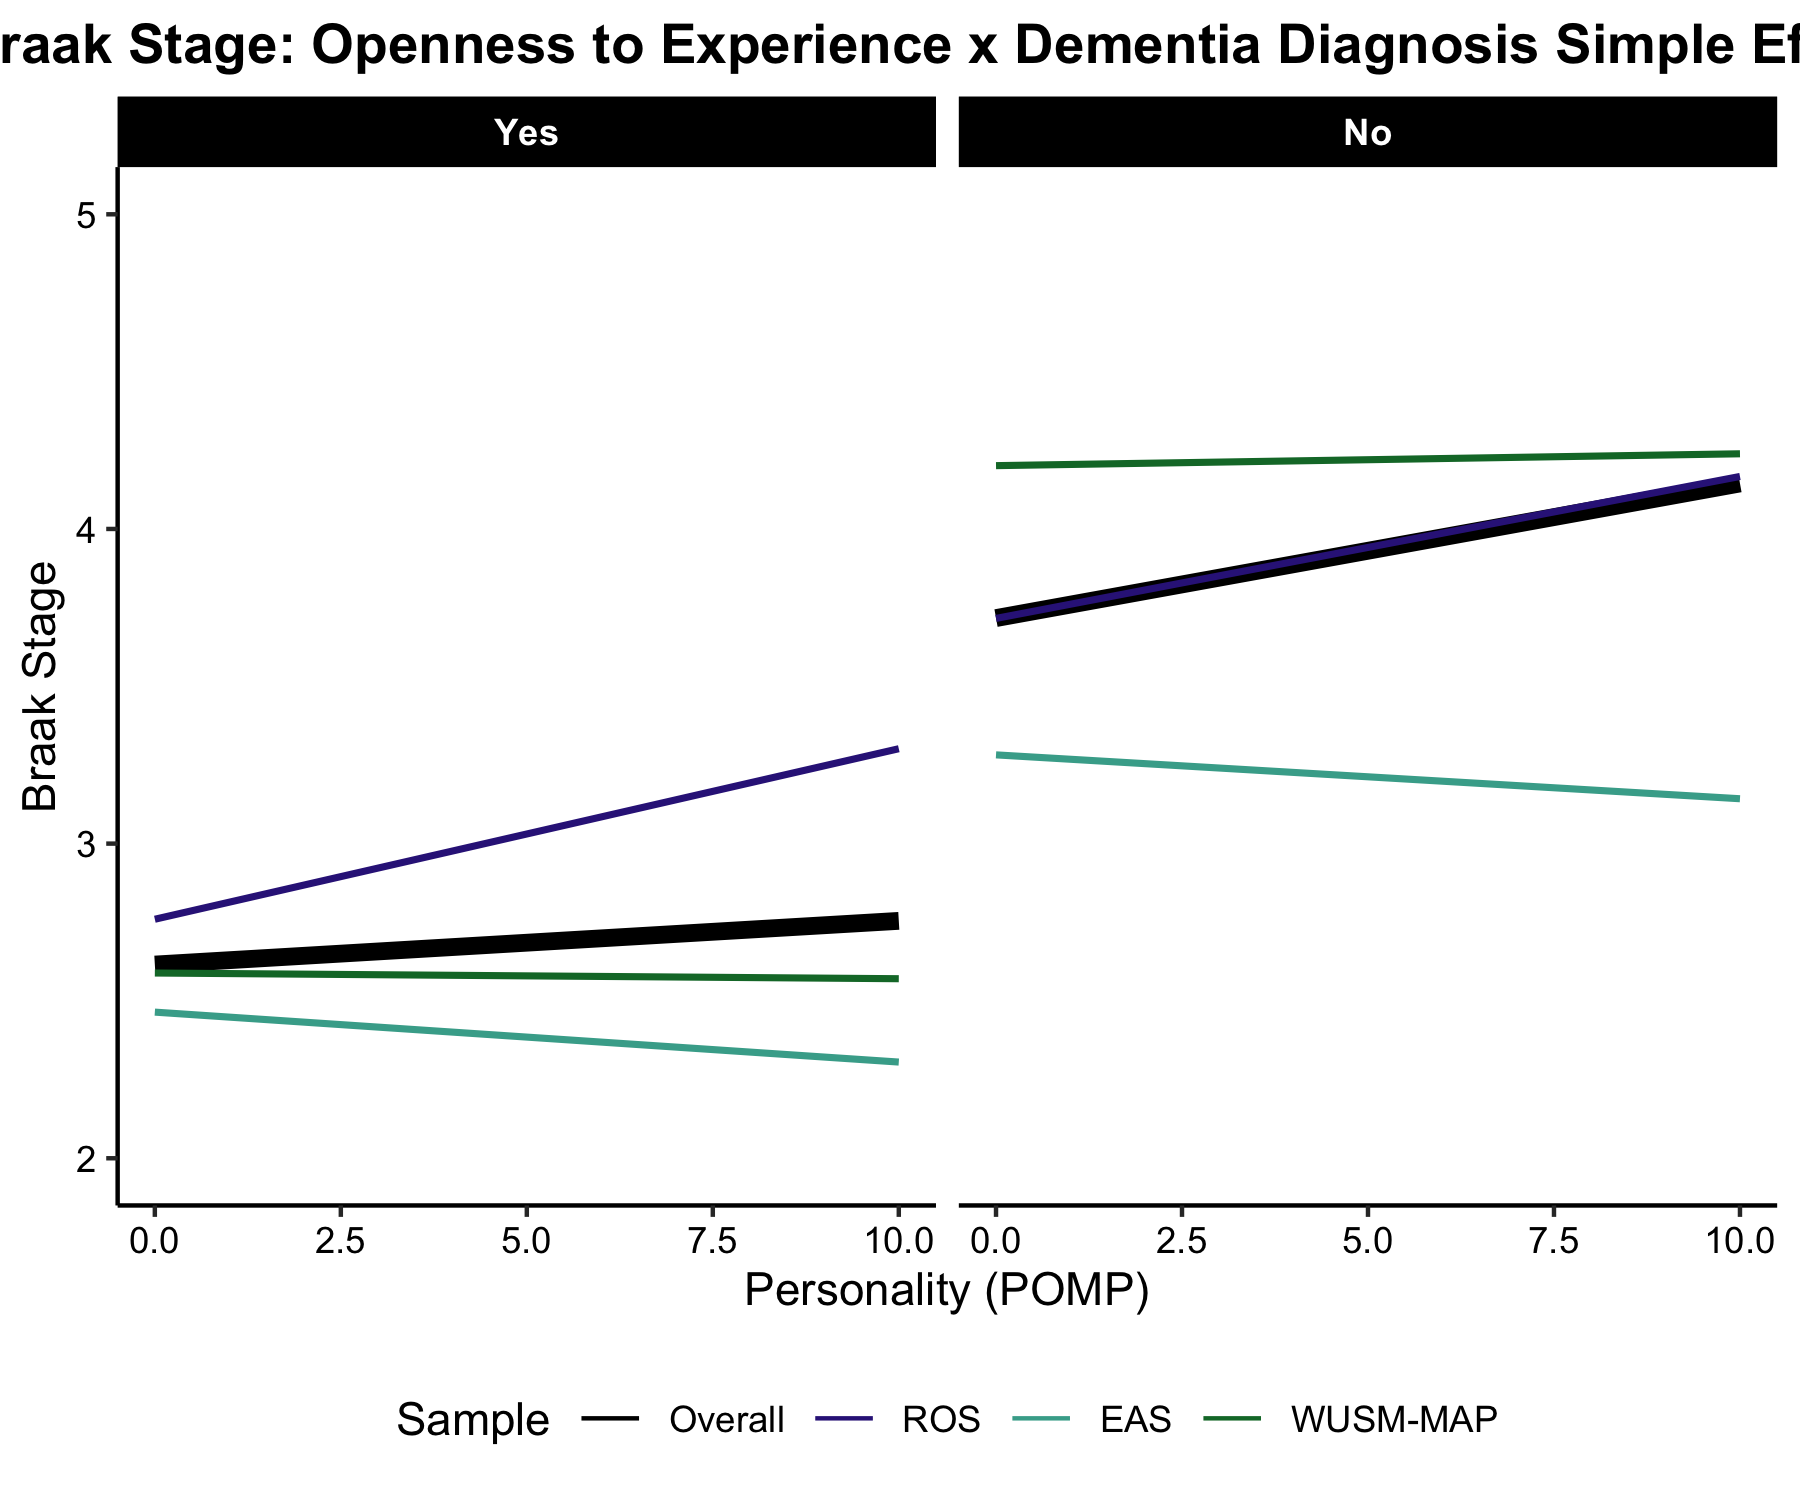 raak Stage: Openness to Experience x Dementia Diagnosis Simple Ef
Yes
No
5
4
3
2
Braak Stage
0.0 2.5 5.0 7.5 10.0 0.0 2.5 5.0 7.5 10.0
Personality (POMP)
Sample Overall ROS EAS WUSM-MAP